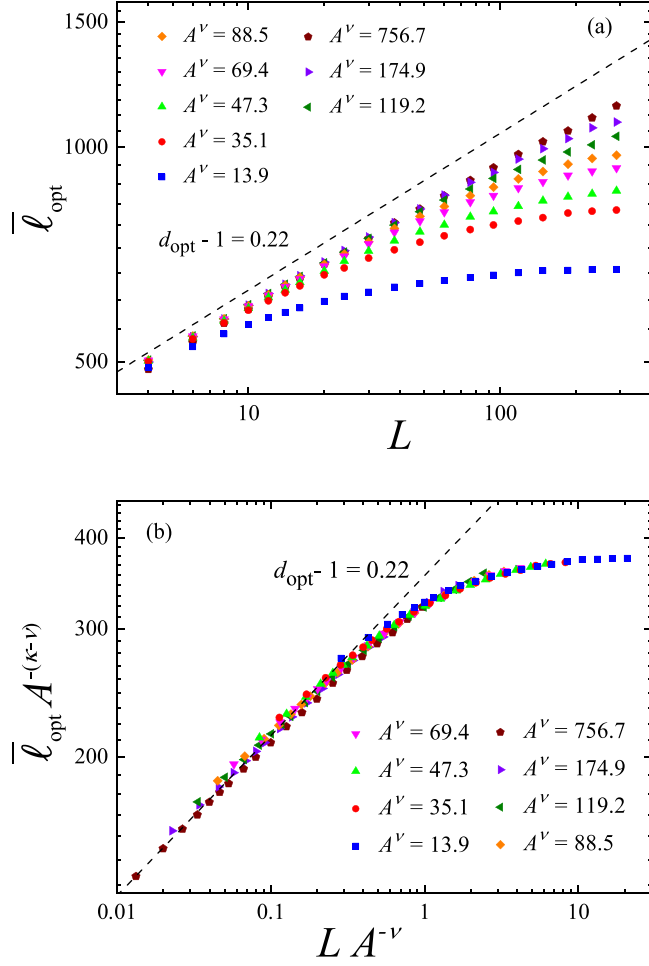 1500
(a)
A^ν = 88.5
A^ν = 756.7
A^ν = 69.4
A^ν = 174.9
A^ν = 47.3
A^ν = 119.2
A^ν = 35.1
1000
A^ν = 13.9
ℓ̅_opt
d_opt - 1 = 0.22
500
10
100
L
400
(b)
d_opt - 1 = 0.22
300
ℓ̅_opt A^-(κ-ν)
200
A^ν = 69.4
A^ν = 756.7
A^ν = 47.3
A^ν = 174.9
A^ν = 35.1
A^ν = 119.2
A^ν = 13.9
A^ν = 88.5
0.01
0.1
1
10
L A^-ν